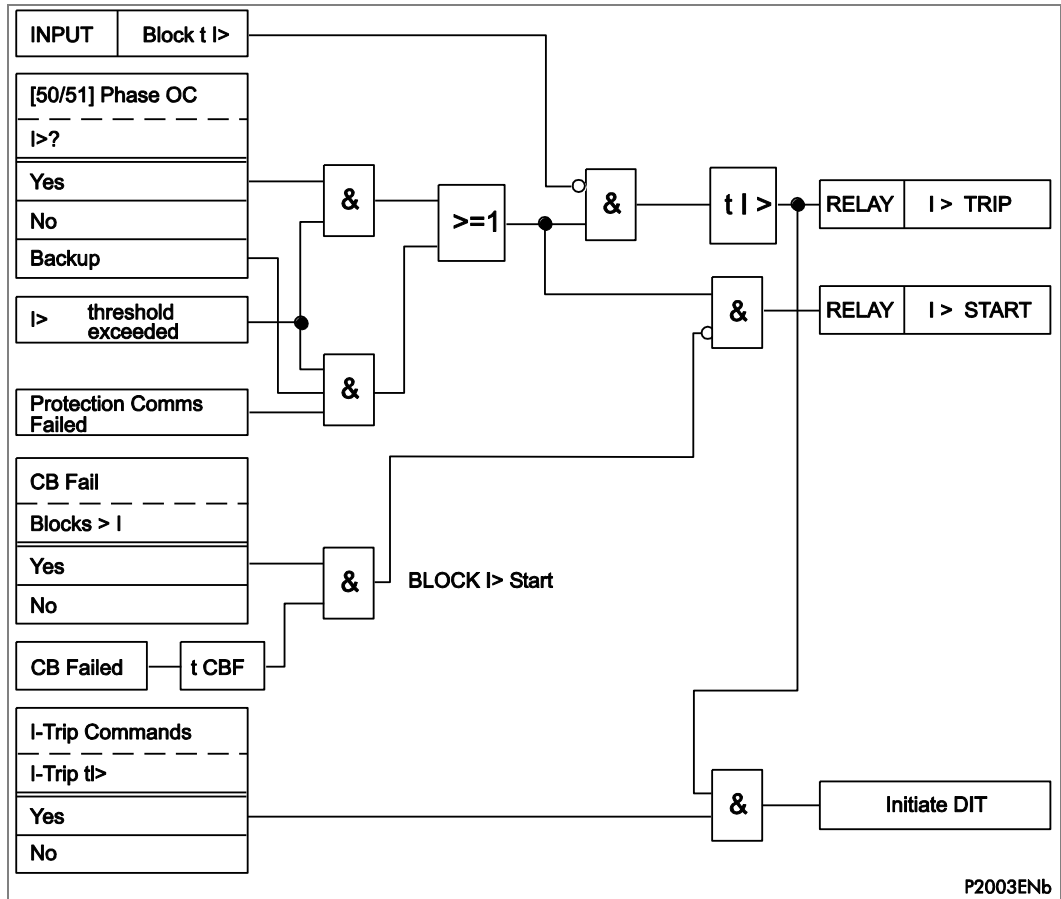 INPUT Block t I>
[50/51] Phase OC
I>?
Yes
No
Backup
I> threshold
exceeded
Protection Comms
Failed
CB Fail
Blocks > I
Yes
No
CB Failed
t CBF
I-Trip Commands
I-Trip tI>
Yes
No
&
&
>=1
&
t I >
RELAY I > TRIP
&
RELAY I > START
&
BLOCK I> Start
&
Initiate DIT
P2003ENb